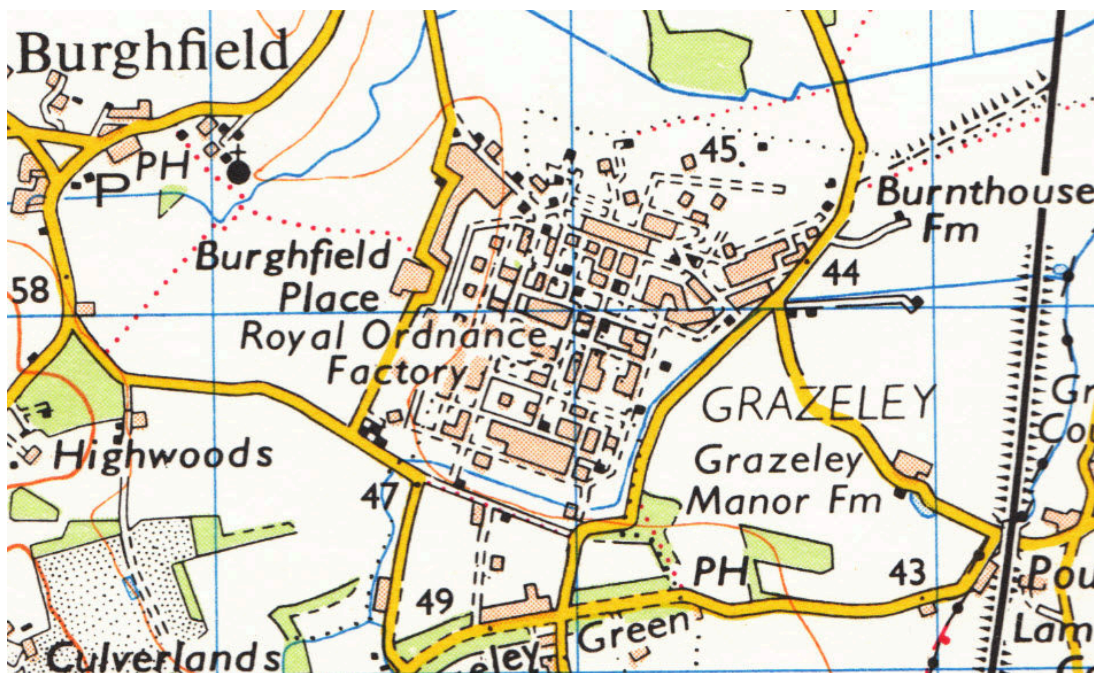 Burghfield
PH
P
45
Burnthouse
Fm
Burghfield
Place
58
44
Royal Ordnance
Factory
GRAZELEY
Highwoods
Grazeley
Manor Fm
47
PH
43
49
Green
Culverlands